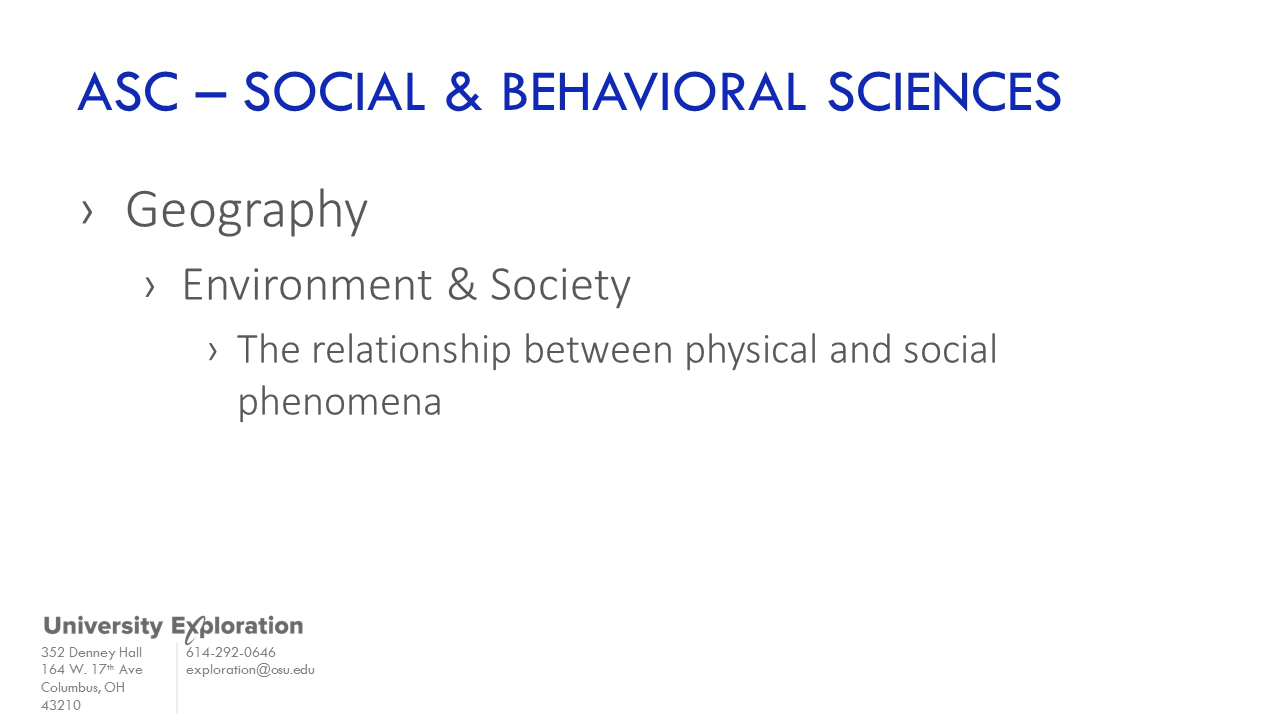 ASC – SOCIAL & BEHAVIORAL SCIENCES
› Geography
› Environment & Society
› The relationship between physical and social
phenomena
University Exploration
352 Denney Hall
164 W. 17th Ave
Columbus, OH
43210
614-292-0646
exploration@osu.edu